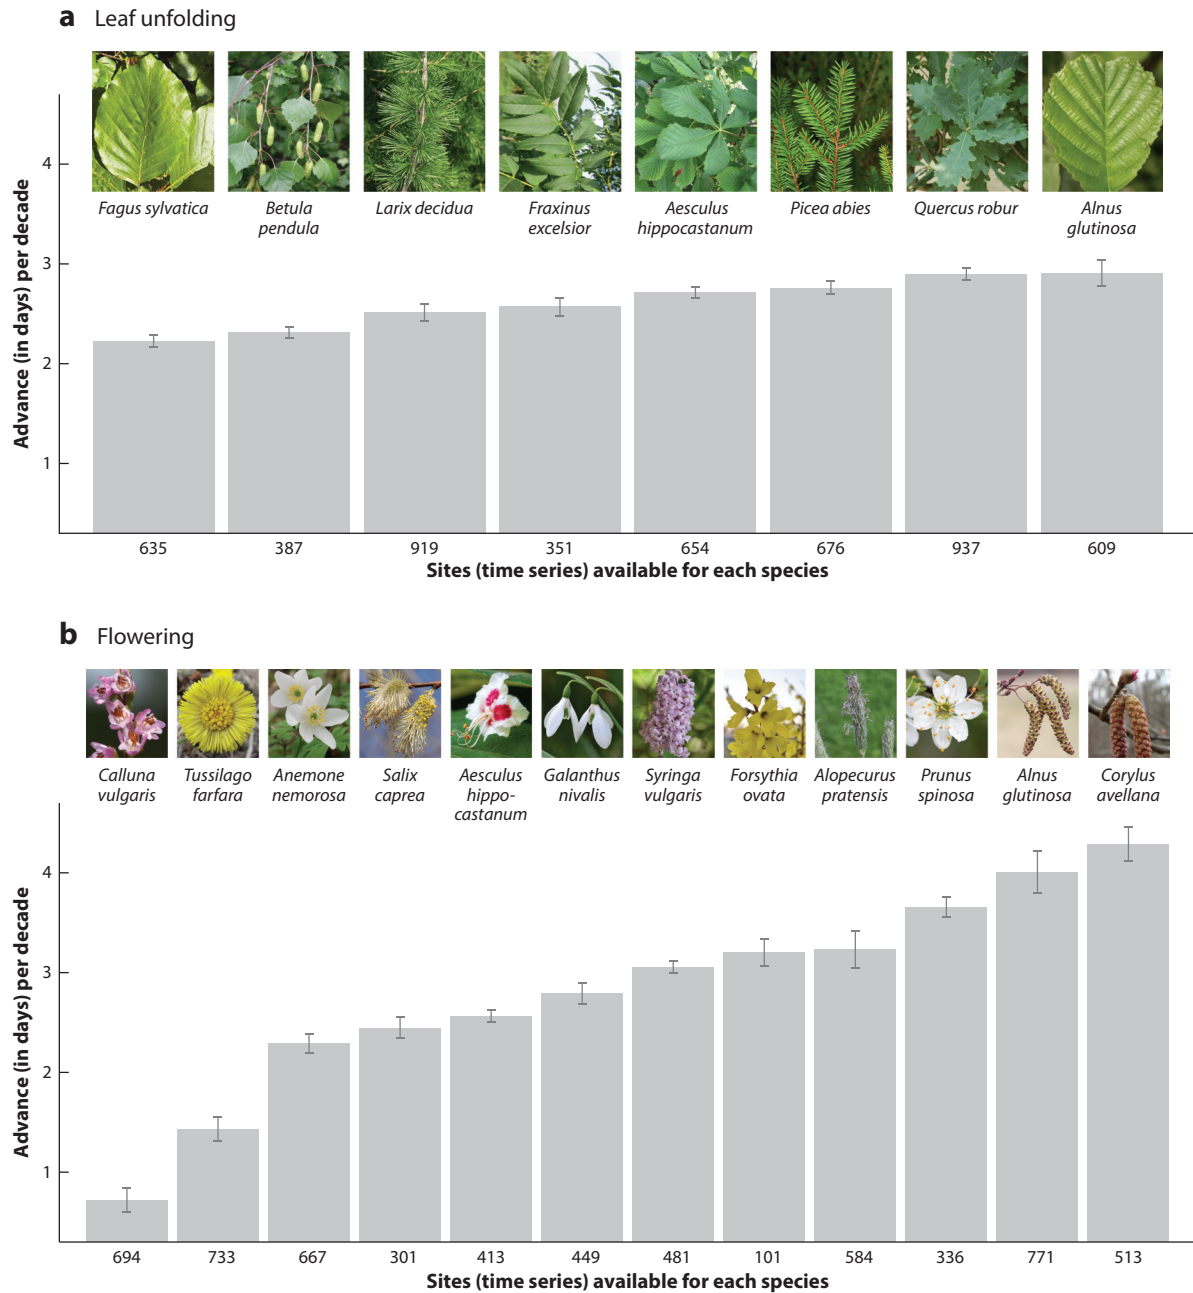 a Leaf unfolding
Fagus sylvatica
Betula
pendula
Larix decidua
Fraxinus
excelsior
Aesculus
hippocastanum
Picea abies
Quercus robur
Alnus
glutinosa
Advance (in days) per decade
4
3
2
1
635 387 919 351 654 676 937 609
Sites (time series) available for each species
b Flowering
Calluna
vulgaris
Tussilago
farfara
Anemone
nemorosa
Salix
caprea
Aesculus
hippo-
castanum
Galanthus
nivalis
Syringa
vulgaris
Forsythia
ovata
Alopecurus
pratensis
Prunus
spinosa
Alnus
glutinosa
Corylus
avellana
Advance (in days) per decade
4
3
2
1
694 733 667 301 413 449 481 101 584 336 771 513
Sites (time series) available for each species